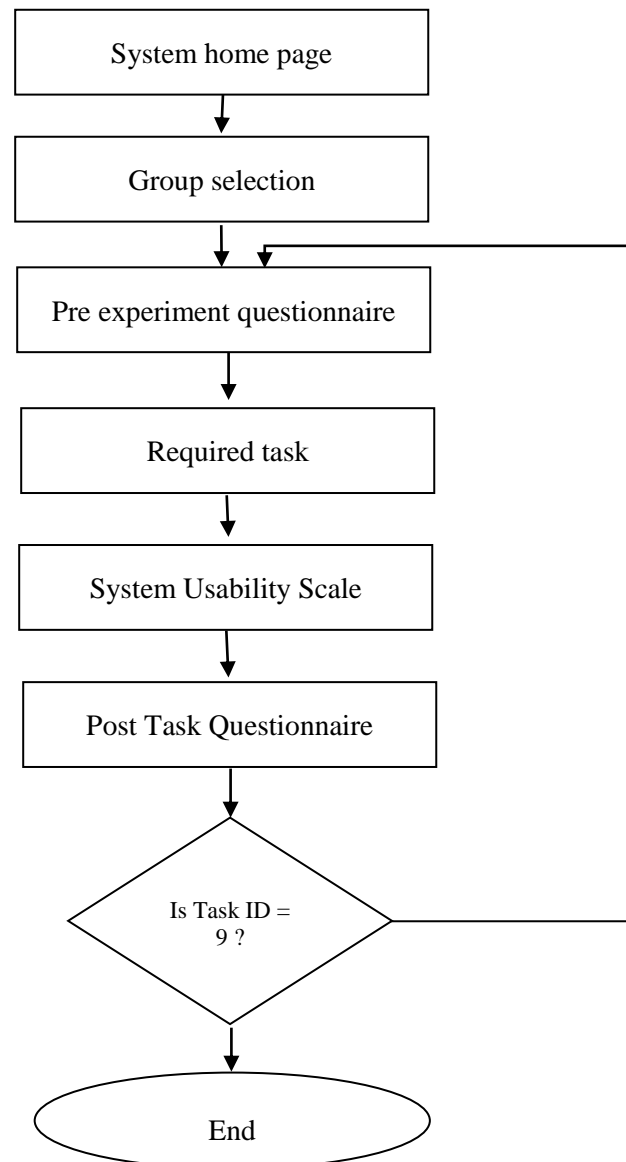 System home page
Group selection
Pre experiment questionnaire
Required task
System Usability Scale
Post Task Questionnaire
Is Task ID =
9 ?
End